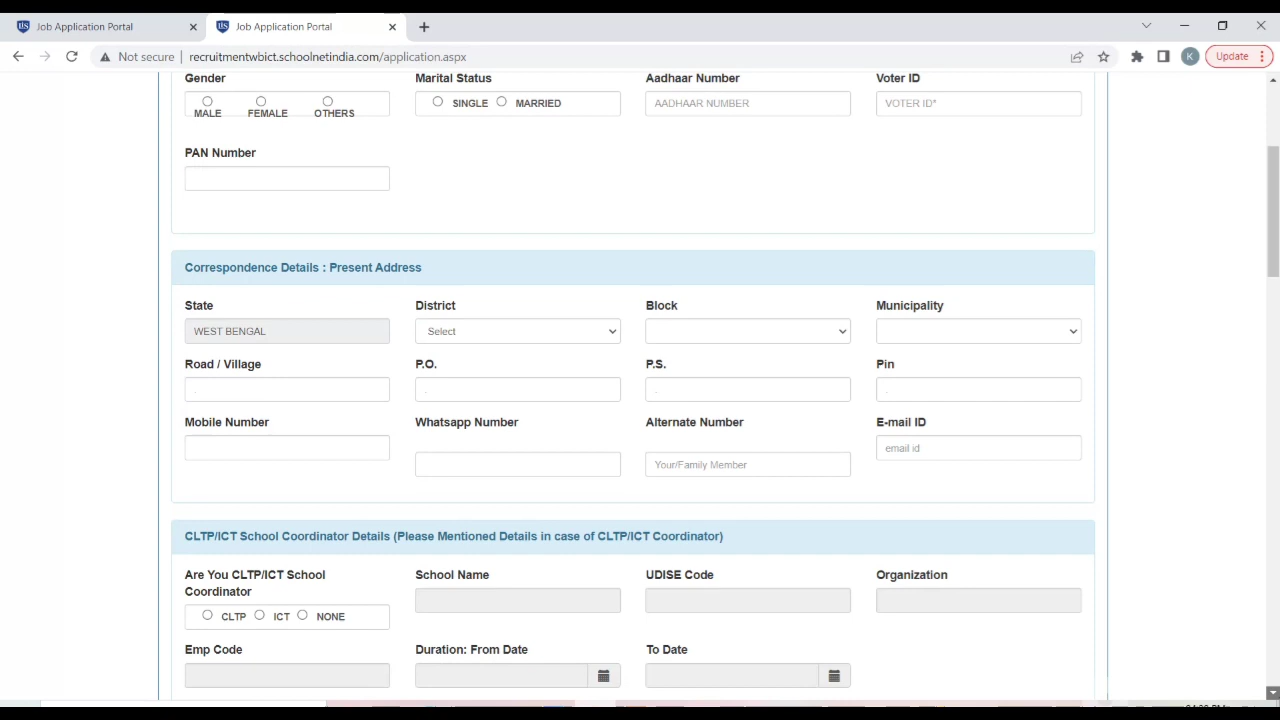 Job Application Portal
Job Application Portal
Not secure | recruitmentwbict.schoolnetindia.com/application.aspx
K
Update
Gender Marital Status Aadhaar Number Voter ID
MALE FEMALE OTHERS SINGLE MARRIED AADHAAR NUMBER VOTER ID*
PAN Number
Correspondence Details : Present Address
State District Block Municipality
WEST BENGAL Select
Road / Village P.O. P.S. Pin
Mobile Number Whatsapp Number Alternate Number E-mail ID
email id
Your/Family Member
CLTP/ICT School Coordinator Details (Please Mentioned Details in case of CLTP/ICT Coordinator)
Are You CLTP/ICT School Coordinator School Name UDISE Code Organization
CLTP ICT NONE
Emp Code Duration: From Date To Date